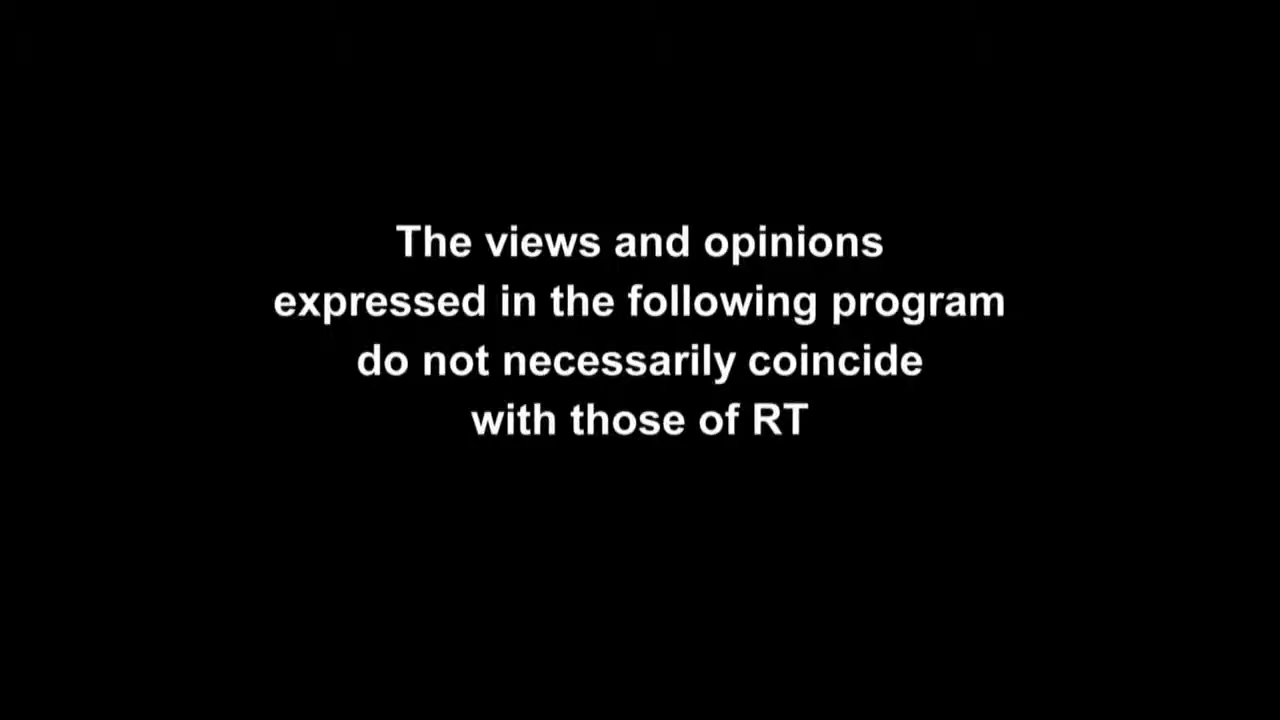 The views and opinions
expressed in the following program
do not necessarily coincide
with those of RT